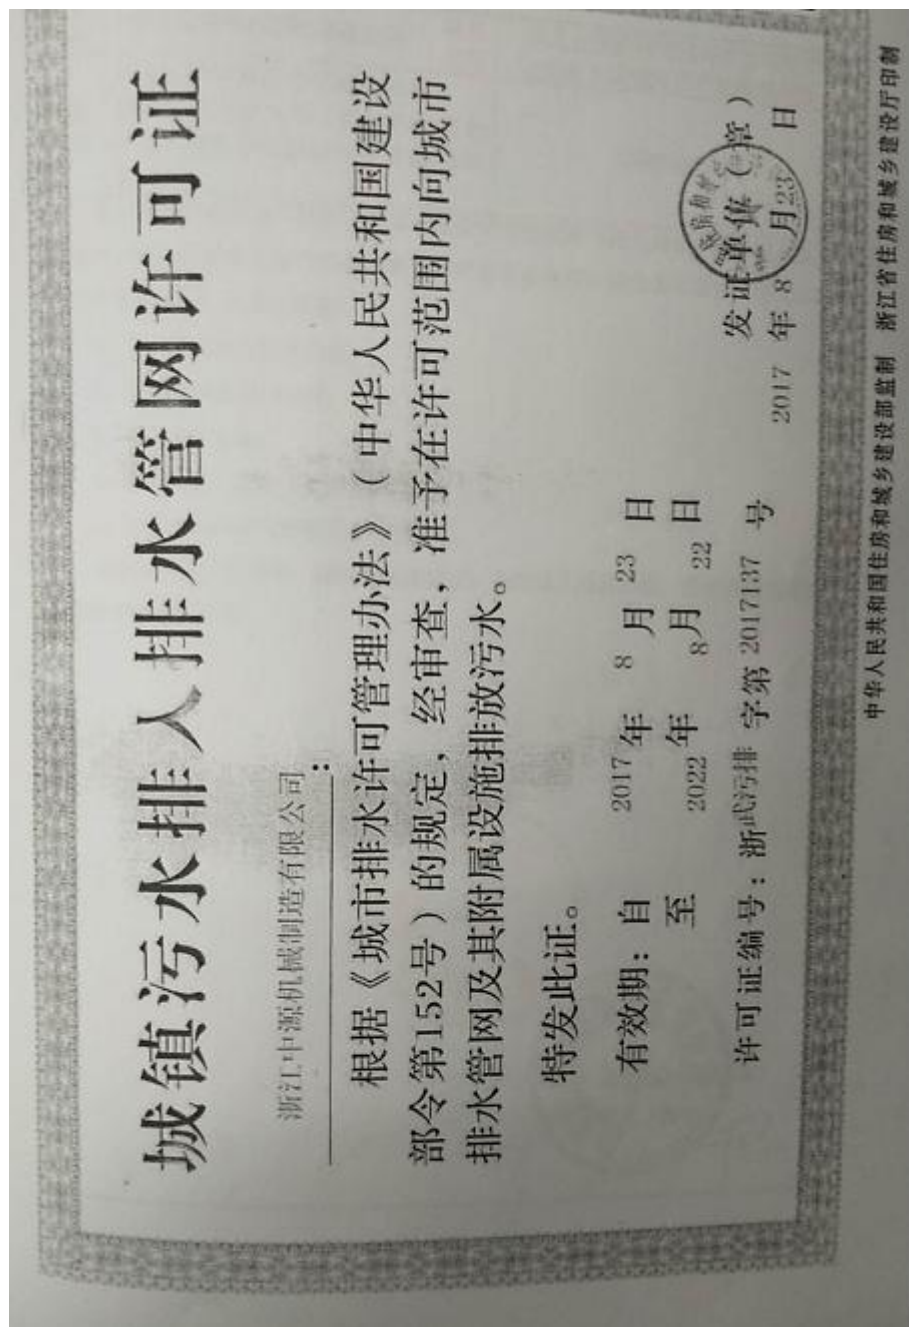 城镇污水排入排水管网许可证
浙江中源机械制造有限公司：
根据《城市排水许可管理办法》（中华人民共和国建设
部令第152号）的规定，经审查，准予在许可范围内向城市
排水管网及其附属设施排放污水。
特发此证。
有效期：自 2017 年 8 月 23 日
至 2022 年 8 月 22 日
许可证编号：浙武污排 字第 2017137 号
发证单位（章）
2017 年 8 月 23 日
中华人民共和国住房和城乡建设部监制 浙江省住房和城乡建设厅印制